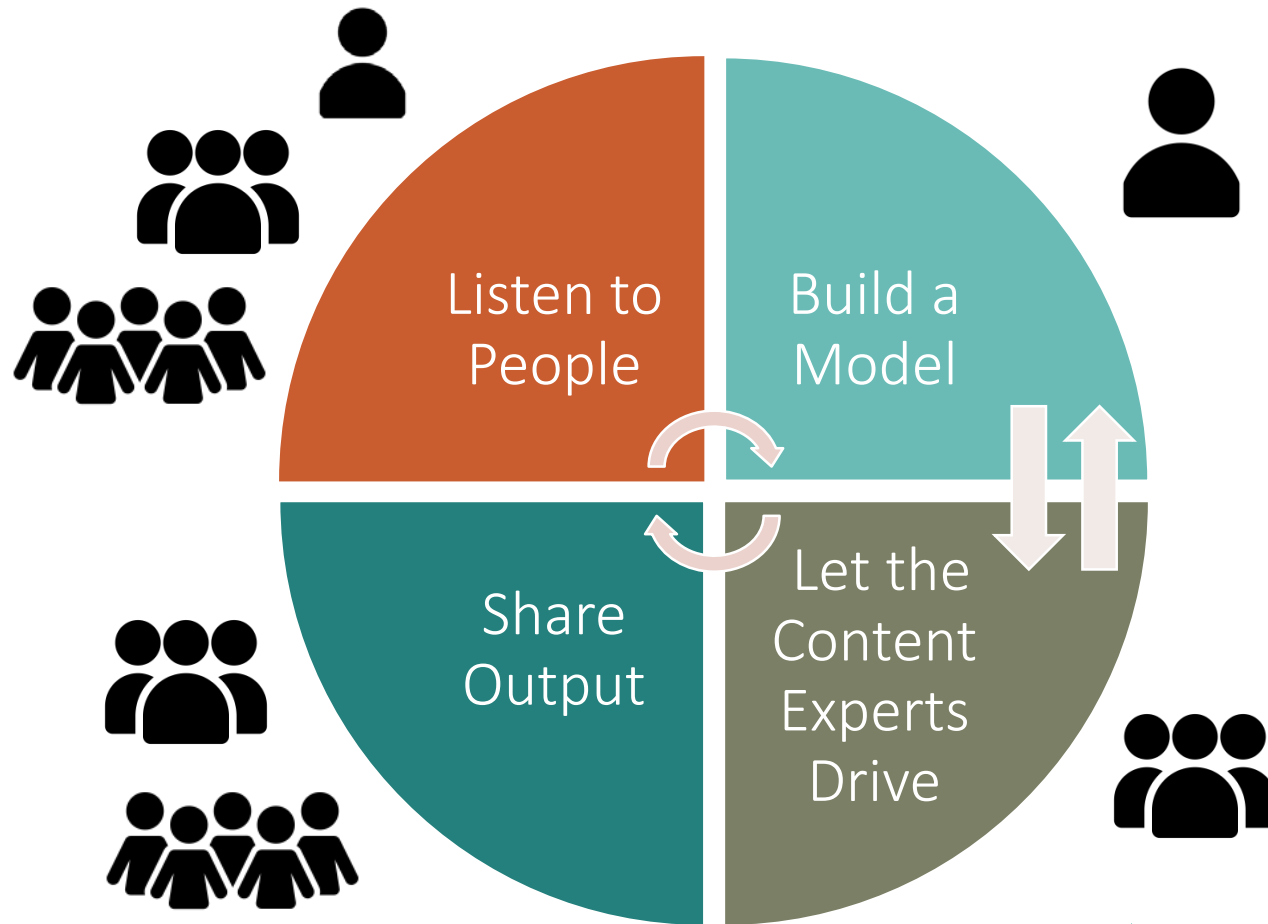 Listen to
People
Build a
Model
Let the
Content
Experts
Drive
Share
Output